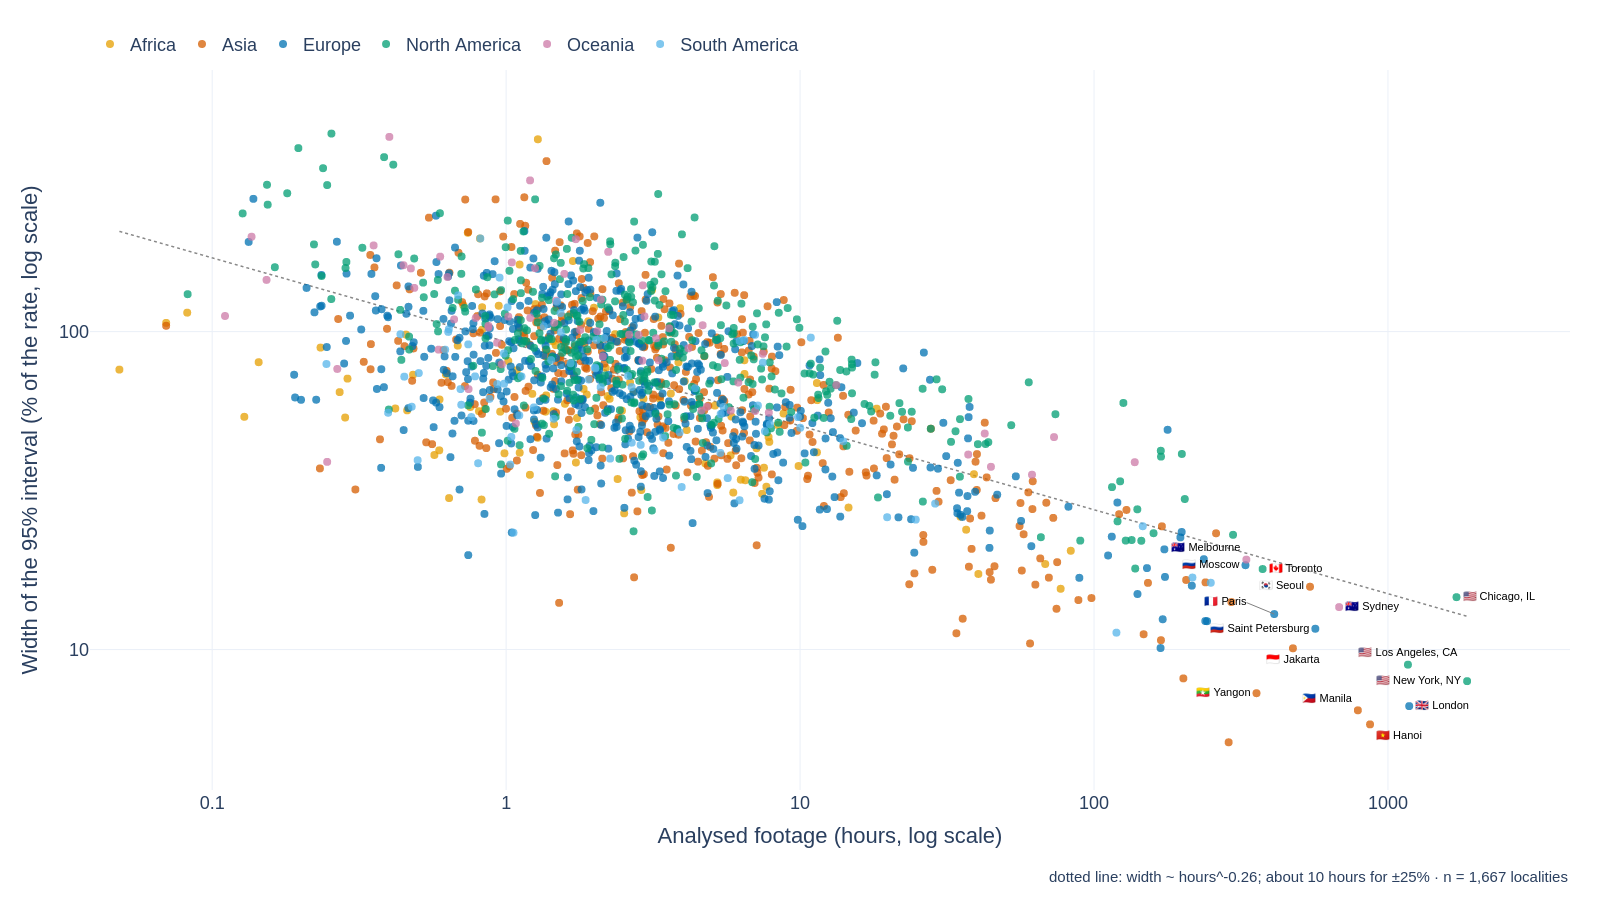 Africa Asia Europe North America Oceania South America
Width of the 95% interval (% of the rate, log scale)
100
10
Melbourne
Moscow
Toronto
Seoul
Paris
Chicago, IL
Sydney
Saint Petersburg
Los Angeles, CA
Jakarta
New York, NY
Yangon
Manila
London
Hanoi
0.1 1 10 100 1000
Analysed footage (hours, log scale)
dotted line: width ~ hours^-0.26; about 10 hours for ±25% · n = 1,667 localities